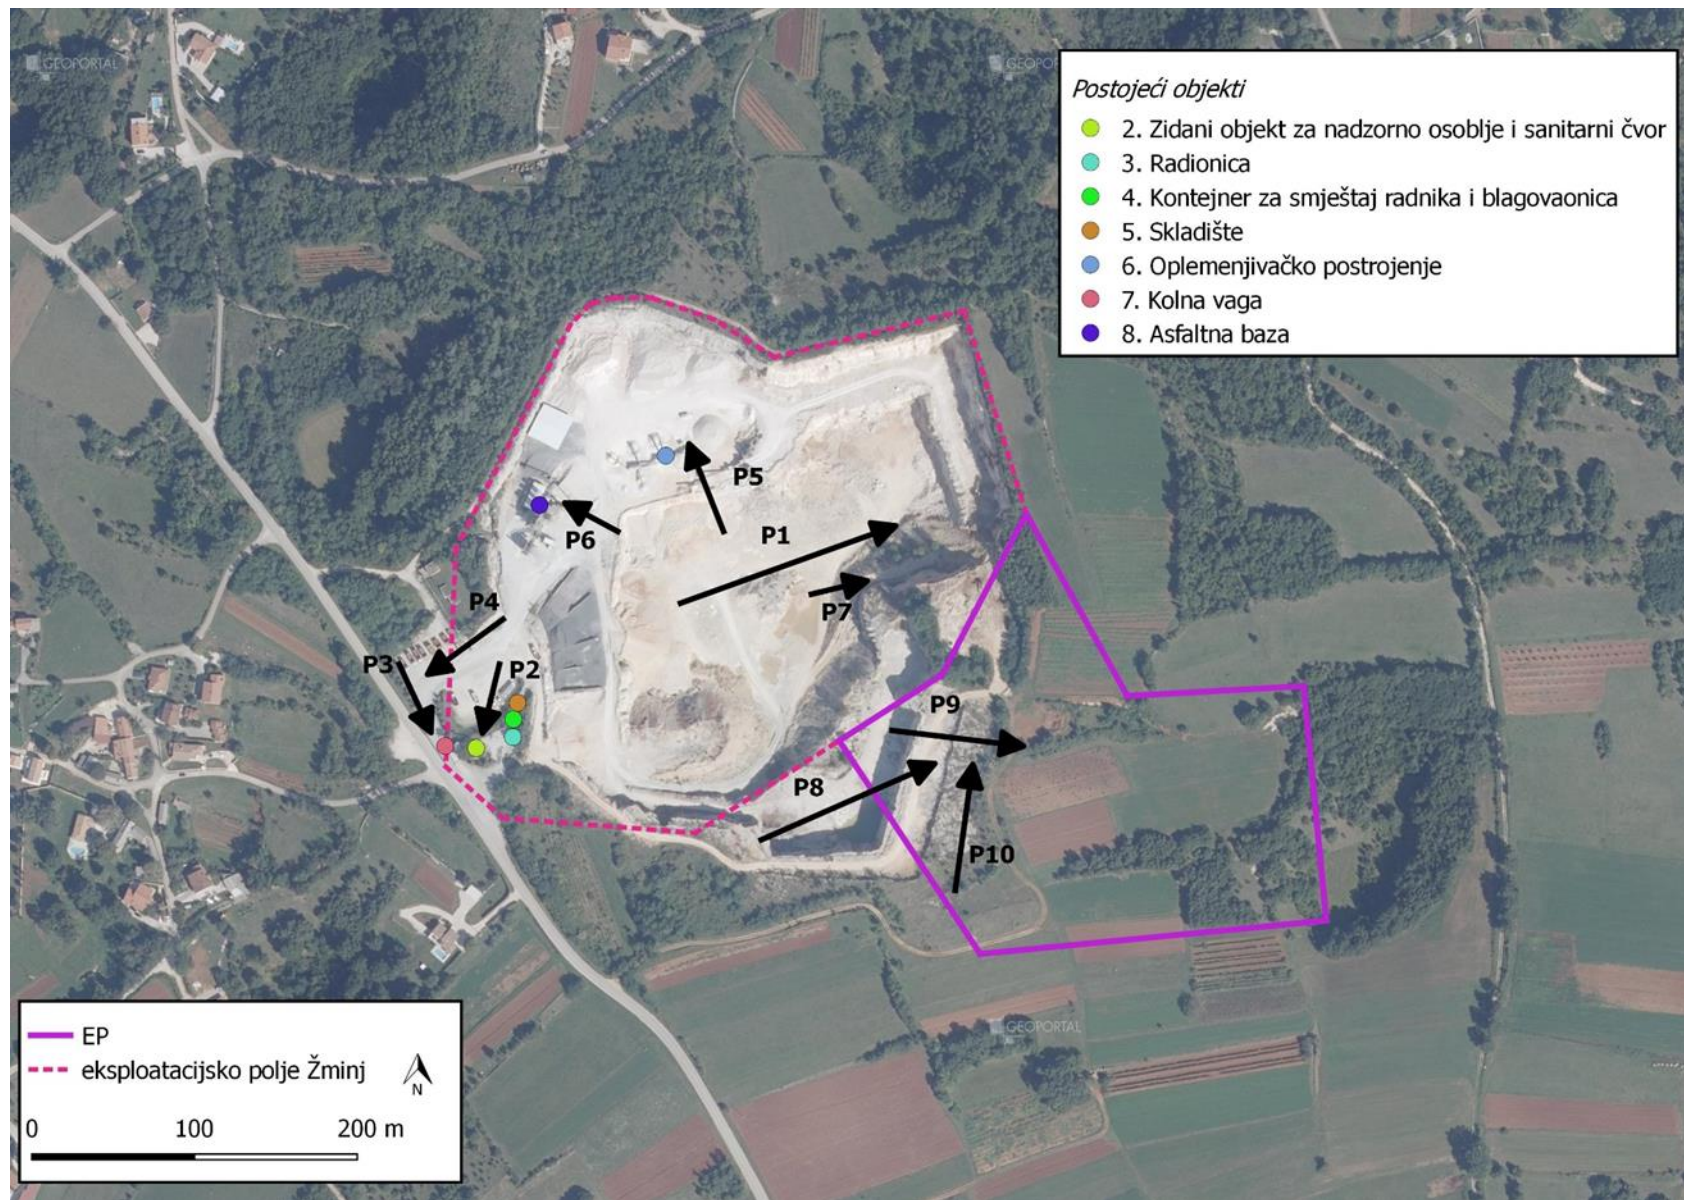 GEOPORTAL
GEOPOR
Postojeći objekti
2. Zidani objekt za nadzorno osoblje i sanitarni čvor
3. Radionica
4. Kontejner za smještaj radnika i blagovaonica
5. Skladište
6. Oplemenjivačko postrojenje
7. Kolna vaga
8. Asfaltna baza
P5
P1
P6
P4
P7
P3
P2
P9
P8
P10
GEOPORTAL
EP
eksploatacijsko polje Žminj
N
0 100 200 m